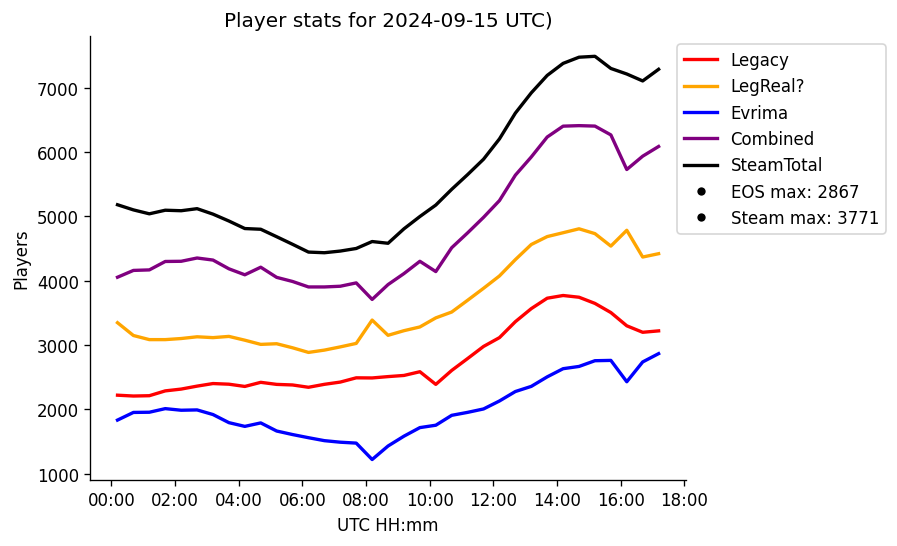 Player stats for 2024-09-15 UTC)
Players
7000
6000
5000
4000
3000
2000
1000
00:00 02:00 04:00 06:00 08:00 10:00 12:00 14:00 16:00 18:00
UTC HH:mm
Legacy
LegReal?
Evrima
Combined
SteamTotal
EOS max: 2867
Steam max: 3771